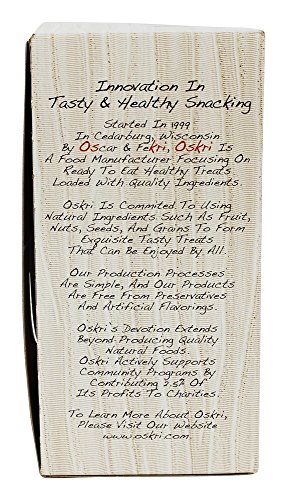 Innovation In
Tasty & Healthy Snacking
Started In 1999
In Cedarburg, Wisconsin
By Oscar & Fekri, Oskri Is
A Food Manufacturer Focusing On
Ready To Eat Healthy Treats
Loaded With Quality Ingredients.
Oskri Is Commited To Using
Natural Ingredients Such As Fruit,
Nuts, Seeds, And Grains To Form
Exquisite Tasty Treats
That Can Be Enjoyed By All.
Our Production Processes
Are Simple, And Our Products
Are Free From Preservatives
And Artificial Flavorings.
Oskri's Devotion Extends
Beyond Producing Quality
Natural Foods.
Oskri Actively Supports
Community Programs By
Contributing 3.5% Of
Its Profits To Charities.
To Learn More About Oskri,
Please Visit Our Website
www.oskri.com.